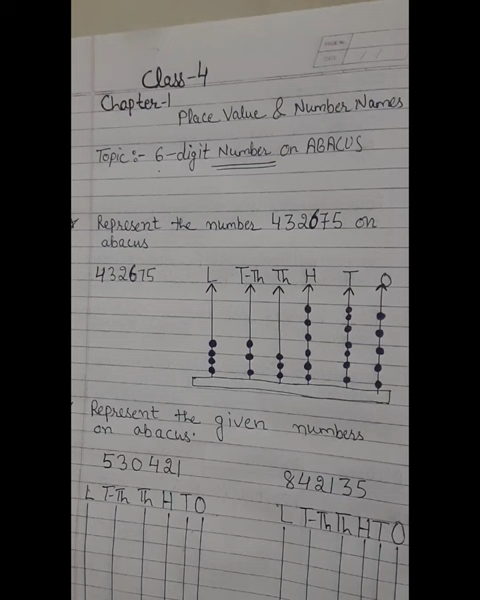 Class-4
Chapter-1
Place Value & Number Names
Topic:- 6-digit Number on ABACUS
Represent the number 432675 on
abacus
432675 L T-Th Th H T O
Represent the given numbers
on abacus.
530421 842135
L T-Th Th H T O L T-Th Th H T O